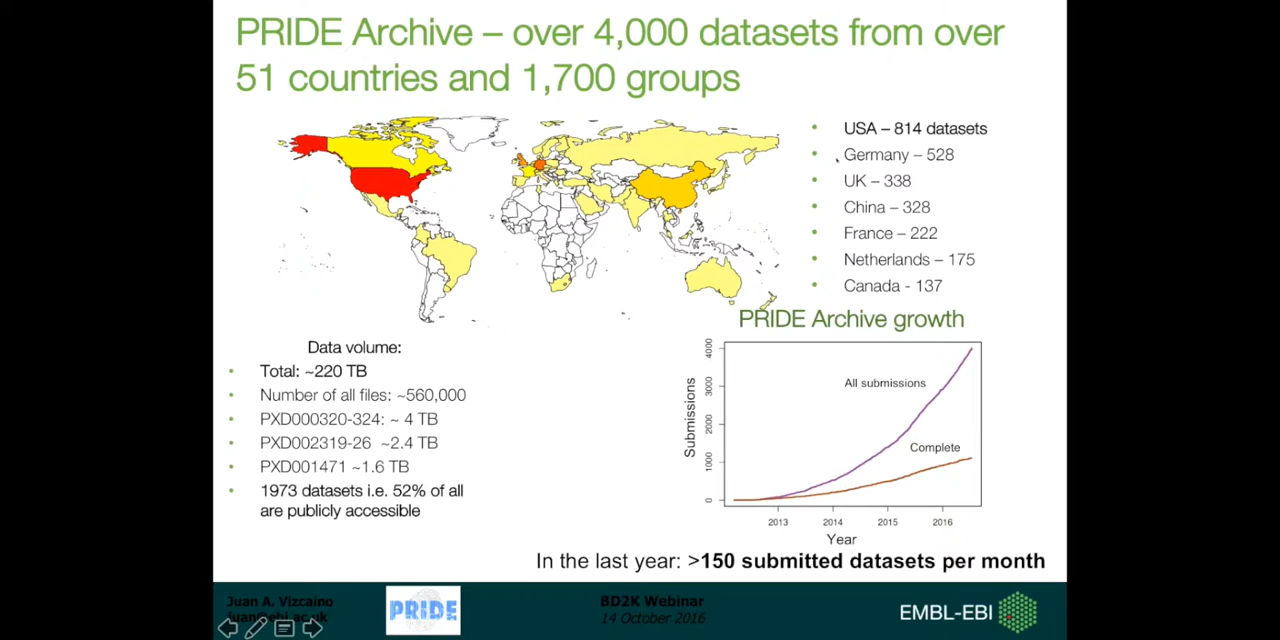 PRIDE Archive – over 4,000 datasets from over
51 countries and 1,700 groups
USA – 814 datasets
Germany – 528
UK – 338
China – 328
France – 222
Netherlands – 175
Canada - 137
Data volume:
Total: ~220 TB
Number of all files: ~560,000
PXD000320-324: ~ 4 TB
PXD002319-26 ~2.4 TB
PXD001471 ~1.6 TB
1973 datasets i.e. 52% of all
are publicly accessible
PRIDE Archive growth
4000
3000
2000
1000
0
Submissions
All submissions
Complete
2013 2014 2015 2016
Year
In the last year: >150 submitted datasets per month
Juan A. Vizcaino
juan@ebi.ac.uk
PRIDE
BD2K Webinar
14 October 2016
EMBL-EBI